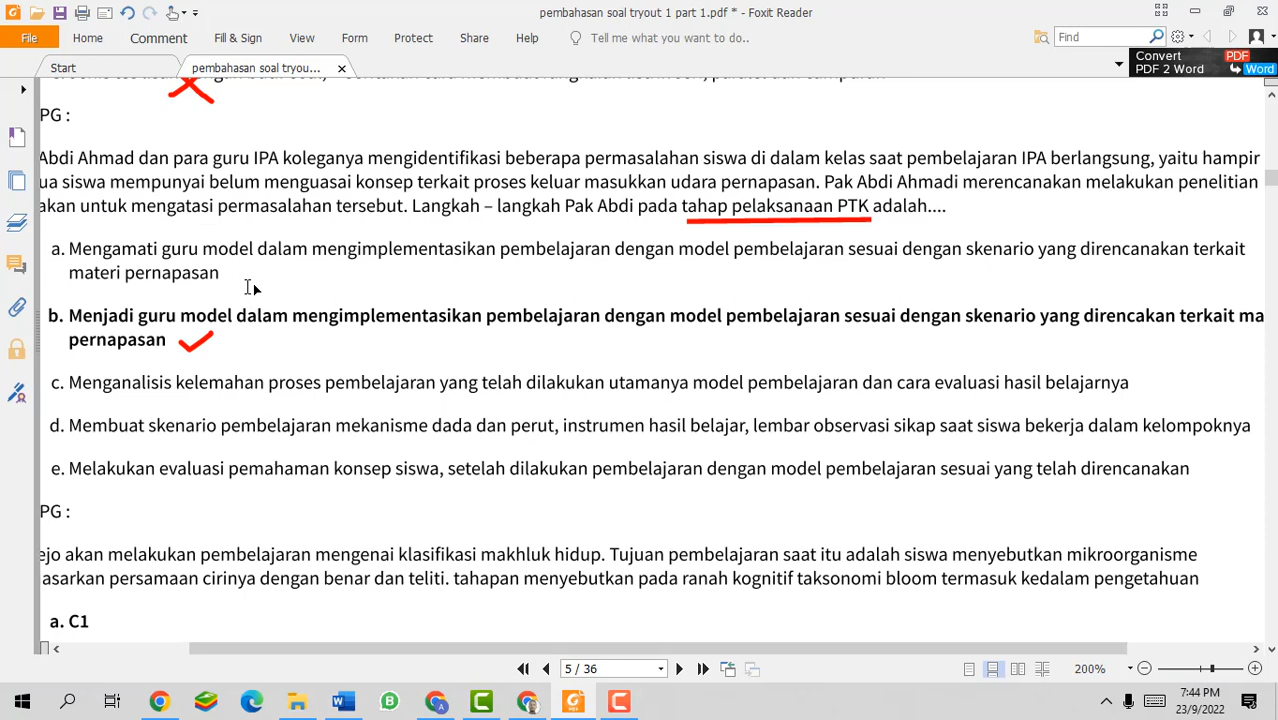 pembahasan soal tryout 1 part 1.pdf * - Foxit Reader
File Home Comment Fill & Sign View Form Protect Share Help Tell me what you want to do.. Find
Start pembahasan soal tryou...
Convert PDF
PDF 2 Word Word
PG :
Abdi Ahmad dan para guru IPA koleganya mengidentifikasi beberapa permasalahan siswa di dalam kelas saat pembelajaran IPA berlangsung, yaitu hampir
ua siswa mempunyai belum menguasai konsep terkait proses keluar masukkan udara pernapasan. Pak Abdi Ahmadi merencanakan melakukan penelitian
akan untuk mengatasi permasalahan tersebut. Langkah – langkah Pak Abdi pada tahap pelaksanaan PTK adalah....
a. Mengamati guru model dalam mengimplementasikan pembelajaran dengan model pembelajaran sesuai dengan skenario yang direncanakan terkait
materi pernapasan
b. Menjadi guru model dalam mengimplementasikan pembelajaran dengan model pembelajaran sesuai dengan skenario yang direncakan terkait ma
pernapasan
c. Menganalisis kelemahan proses pembelajaran yang telah dilakukan utamanya model pembelajaran dan cara evaluasi hasil belajarnya
d. Membuat skenario pembelajaran mekanisme dada dan perut, instrumen hasil belajar, lembar observasi sikap saat siswa bekerja dalam kelompoknya
e. Melakukan evaluasi pemahaman konsep siswa, setelah dilakukan pembelajaran dengan model pembelajaran sesuai yang telah direncanakan
PG :
ejo akan melakukan pembelajaran mengenai klasifikasi makhluk hidup. Tujuan pembelajaran saat itu adalah siswa menyebutkan mikroorganisme
asarkan persamaan cirinya dengan benar dan teliti. tahapan menyebutkan pada ranah kognitif taksonomi bloom termasuk kedalam pengetahuan
a. C1
5 / 36 200%
7:44 PM
23/9/2022